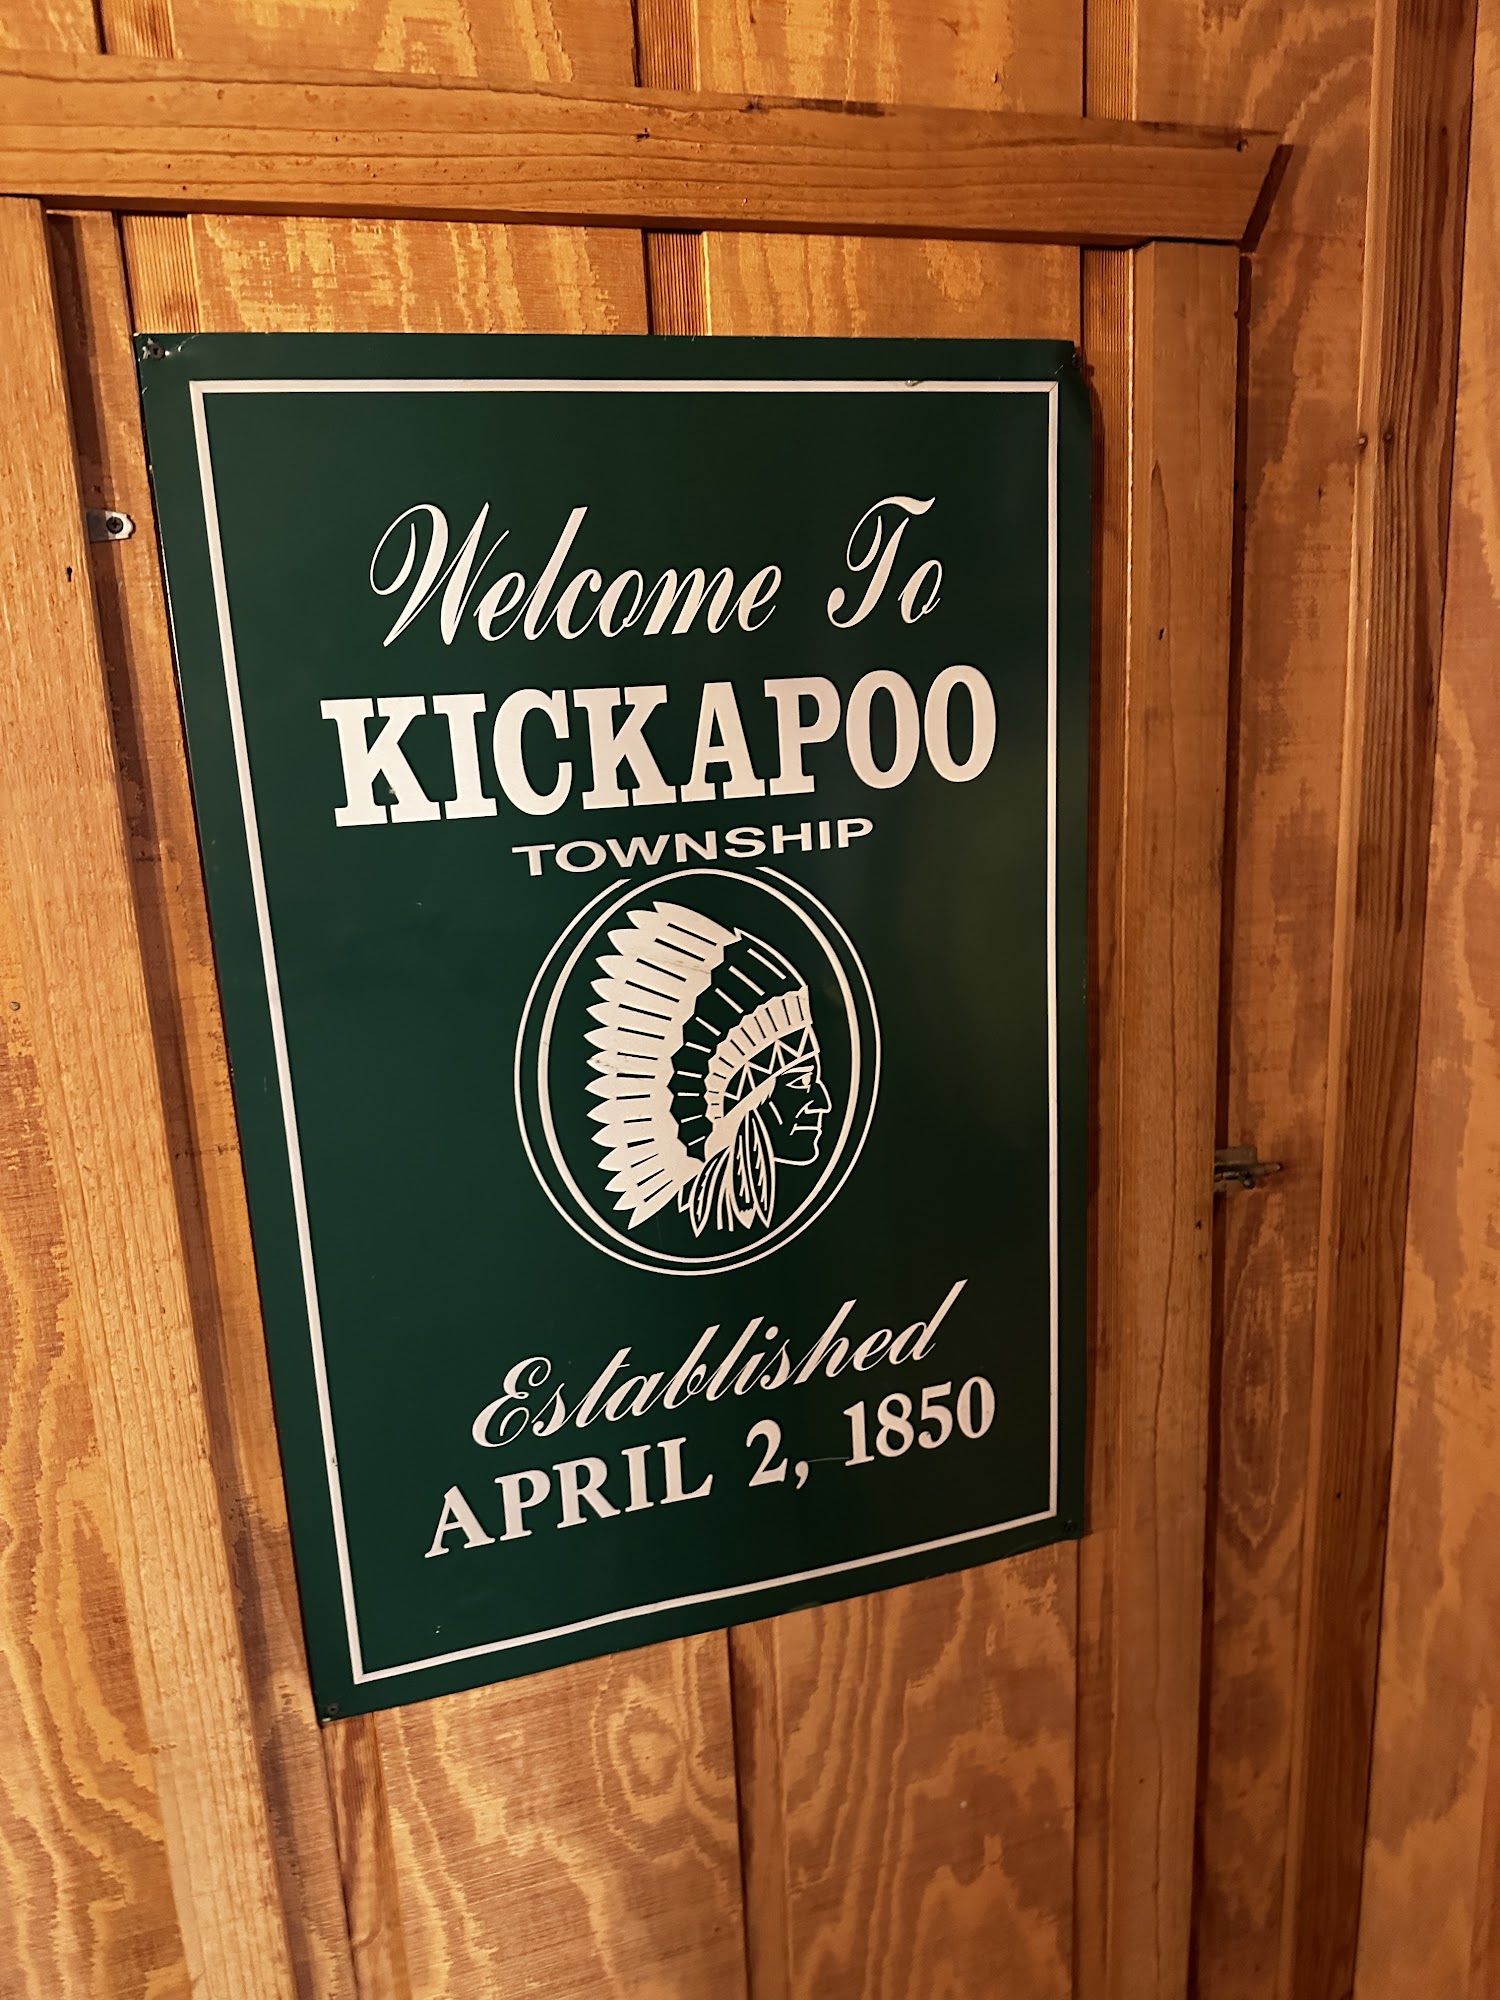 Welcome To
KICKAPOO
TOWNSHIP
Established
APRIL 2, 1850